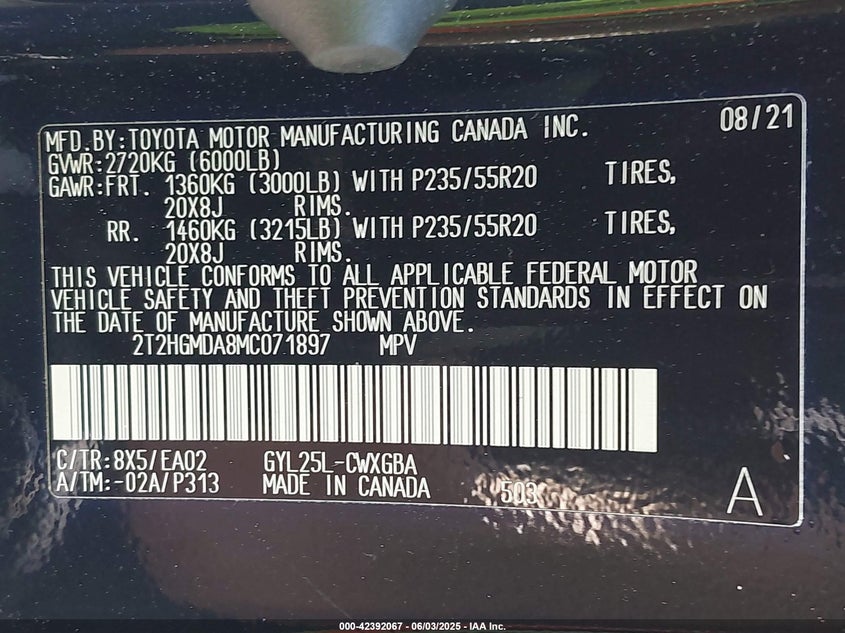 MFD.BY:TOYOTA MOTOR MANUFACTURING CANADA INC. 08/21
GVWR:2720KG (6000LB)
GAWR:FRT. 1360KG (3000LB) WITH P235/55R20 TIRES,
20X8J RIMS.
RR. 1460KG (3215LB) WITH P235/55R20 TIRES,
20X8J RIMS.
THIS VEHICLE CONFORMS TO ALL APPLICABLE FEDERAL MOTOR
VEHICLE SAFETY AND THEFT PREVENTION STANDARDS IN EFFECT ON
THE DATE OF MANUFACTURE SHOWN ABOVE.
2T2HGMDA8MC071897 MPV
C/TR:8X5/EA02 GYL25L-CWXGBA
A/TM:-02A/P313 MADE IN CANADA 503 A
000-42392067 - 06/03/2025 - IAA Inc.